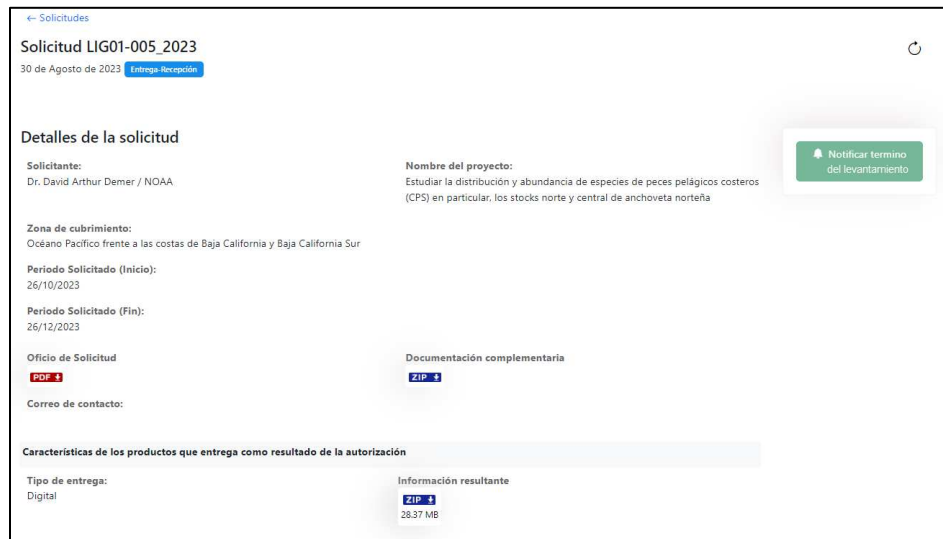 ← Solicitudes
Solicitud LIG01-005_2023
30 de Agosto de 2023 Entrega-Recepción
Detalles de la solicitud
Notificar termino
del levantamiento
Solicitante:
Dr. David Arthur Demer / NOAA
Nombre del proyecto:
Estudiar la distribución y abundancia de especies de peces pelágicos costeros
(CPS) en particular, los stocks norte y central de anchoveta norteña
Zona de cubrimiento:
Océano Pacífico frente a las costas de Baja California y Baja California Sur
Periodo Solicitado (Inicio):
26/10/2023
Periodo Solicitado (Fin):
26/12/2023
Oficio de Solicitud
PDF
Documentación complementaria
ZIP
Correo de contacto:
Características de los productos que entrega como resultado de la autorización
Tipo de entrega:
Digital
Información resultante
ZIP
28.37 MB